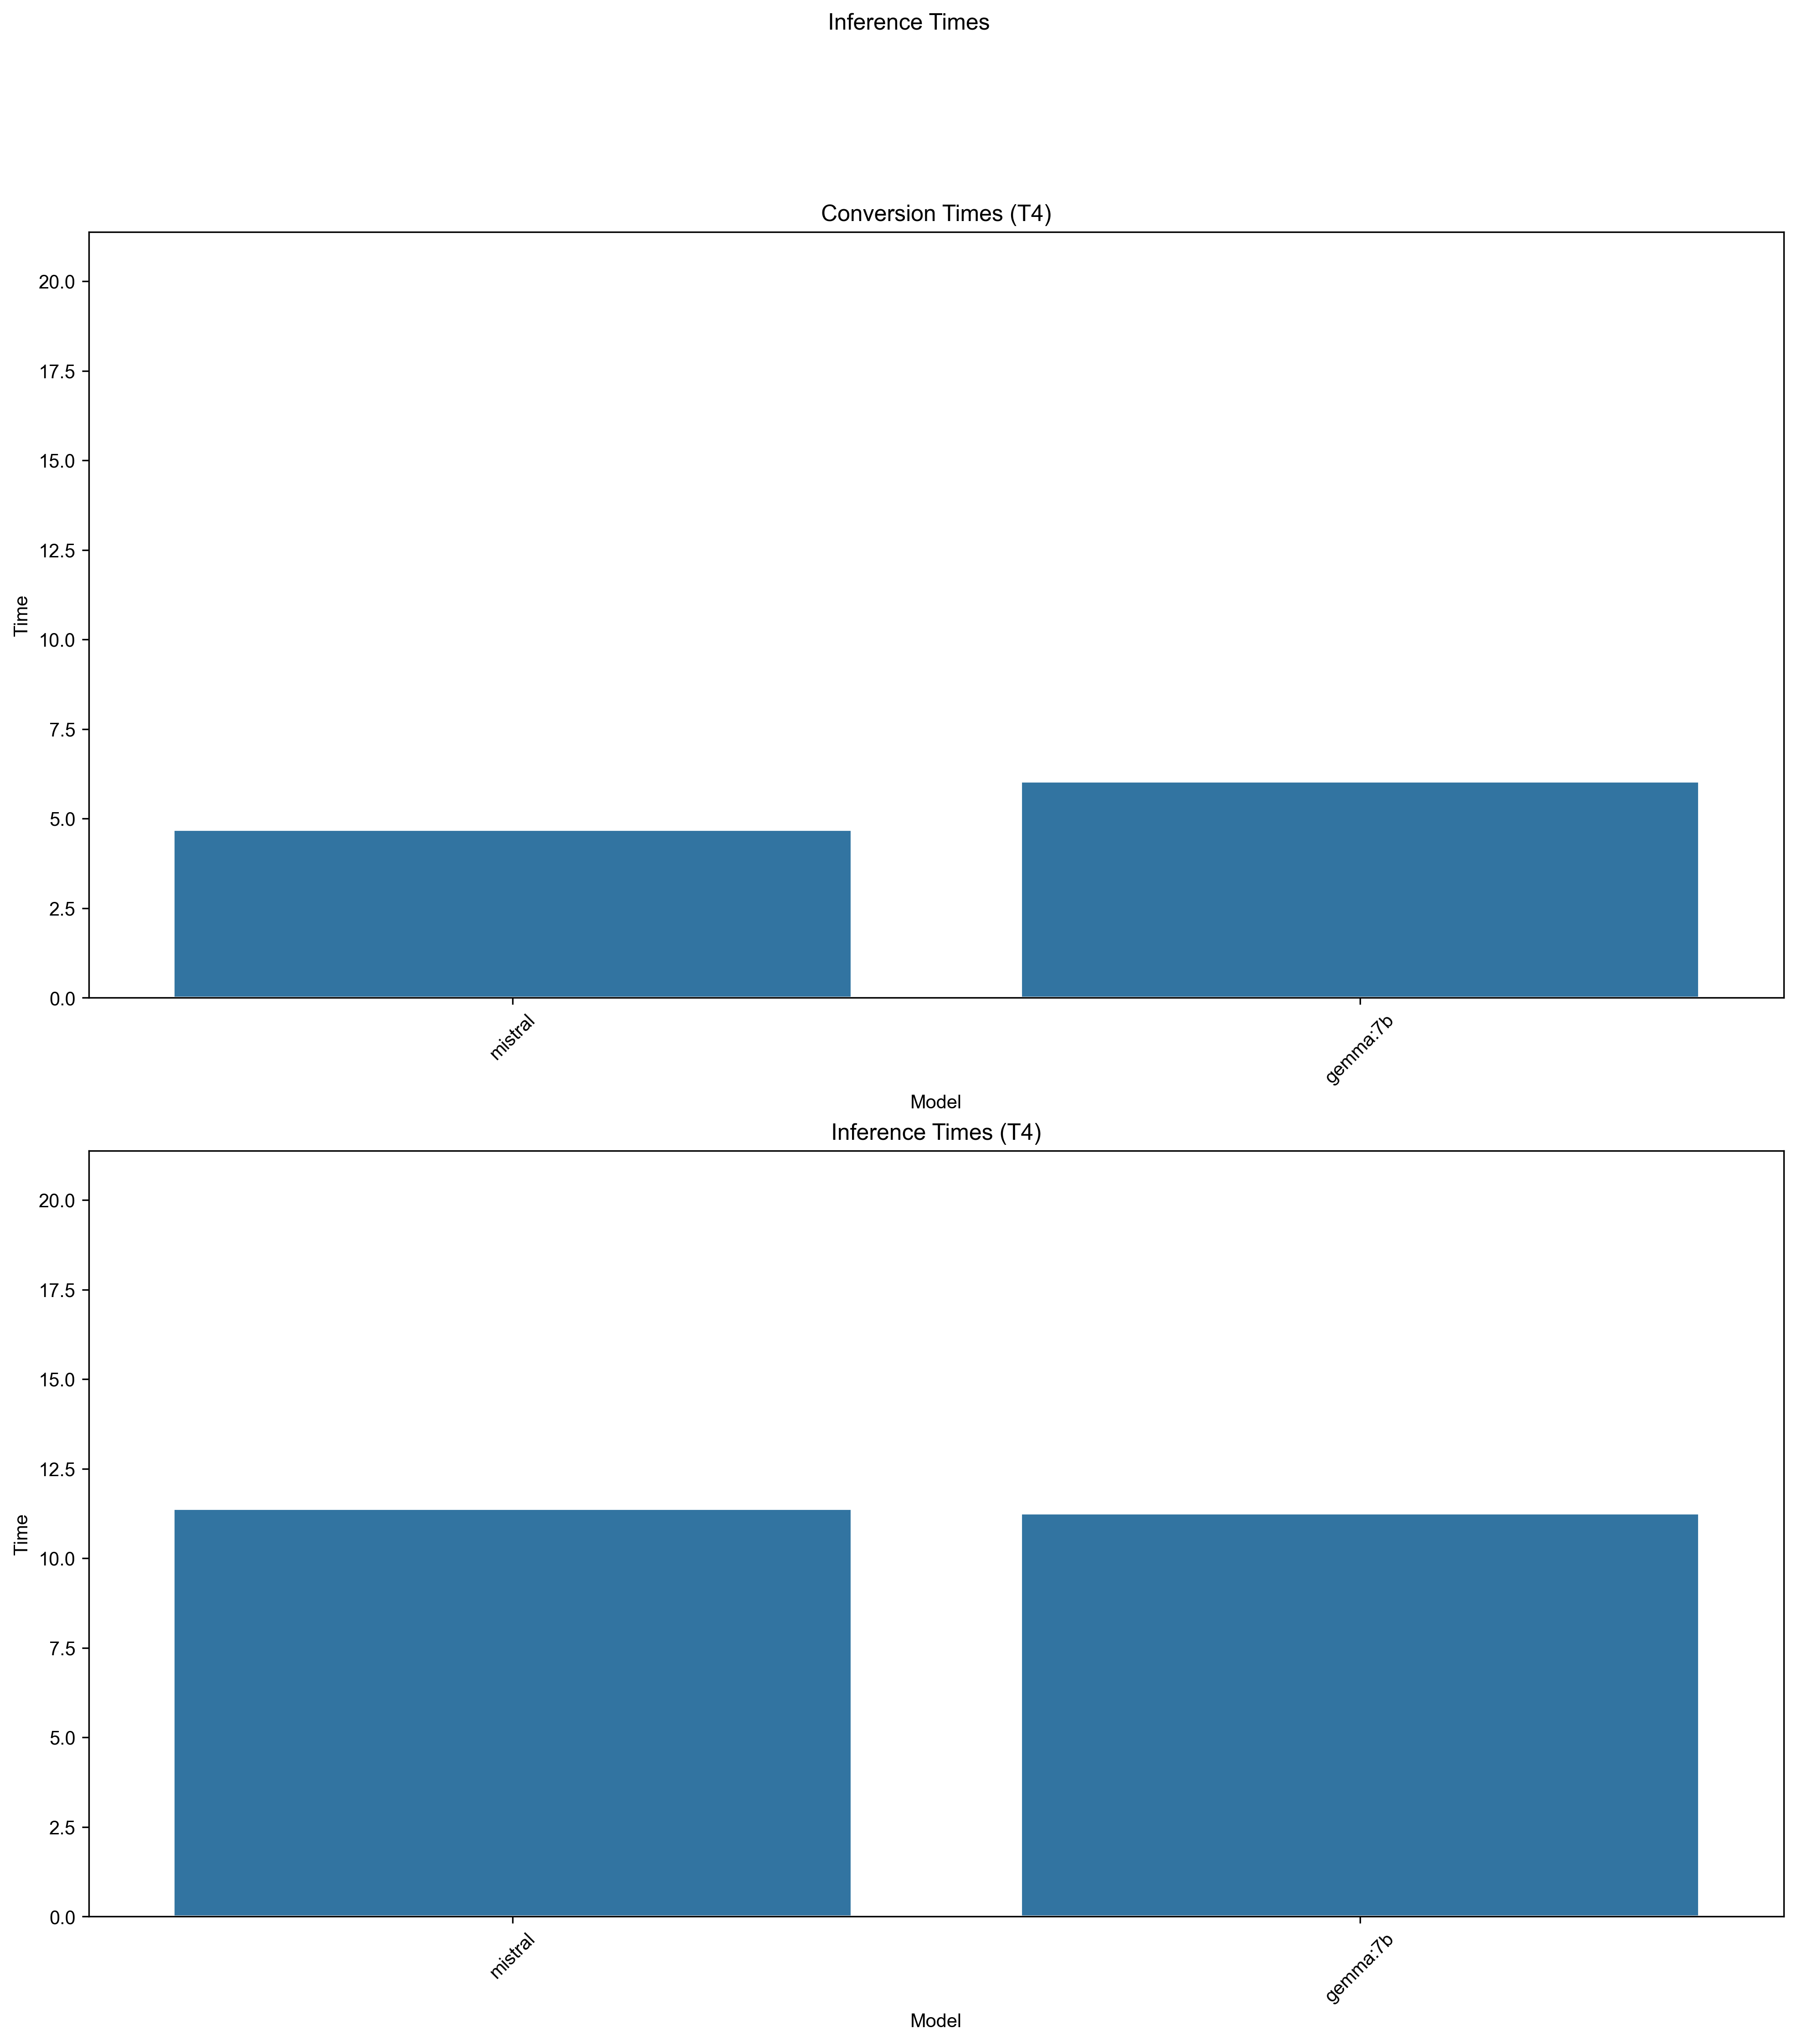 Inference Times
Conversion Times (T4)
20.0
17.5
15.0
12.5
10.0
7.5
5.0
2.5
0.0
Time
mistral
gemma:7b
Model
Inference Times (T4)
20.0
17.5
15.0
12.5
10.0
7.5
5.0
2.5
0.0
Time
mistral
gemma:7b
Model